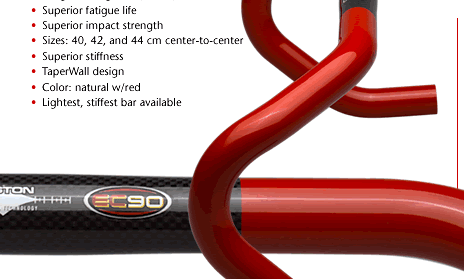 • Superior fatigue life
• Superior impact strength
• Sizes: 40, 42, and 44 cm center-to-center
• Superior stiffness
• TaperWall design
• Color: natural w/red
• Lightest, stiffest bar available
EC90